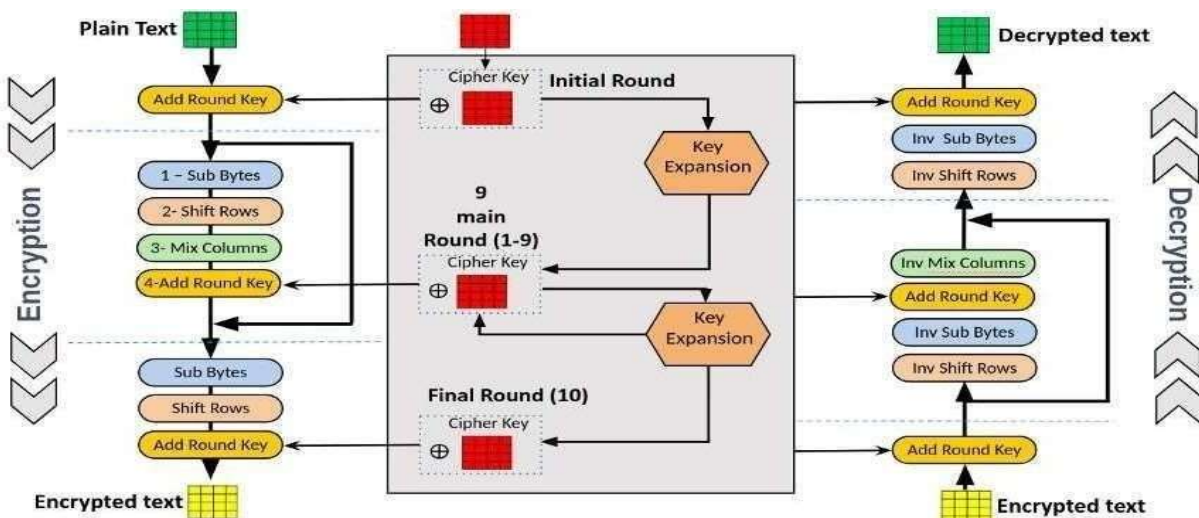 Plain Text
Add Round Key
1 – Sub Bytes
2- Shift Rows
3- Mix Columns
4-Add Round Key
Sub Bytes
Shift Rows
Add Round Key
Encrypted text
Encryption
Cipher Key
Initial Round
⊕
Key
Expansion
9
main
Round (1-9)
Cipher Key
⊕
Key
Expansion
Final Round (10)
Cipher Key
⊕
Decrypted text
Add Round Key
Inv Sub Bytes
Inv Shift Rows
Inv Mix Columns
Add Round Key
Inv Sub Bytes
Inv Shift Rows
Add Round Key
Encrypted text
Decryption